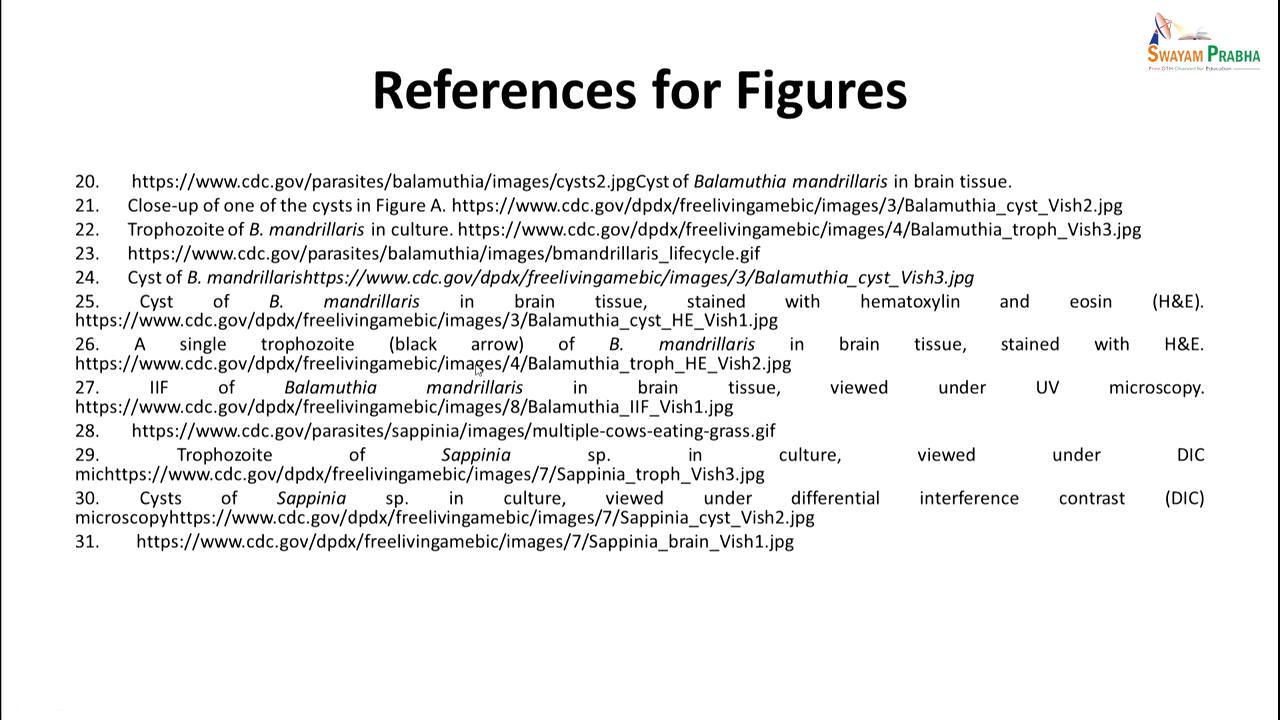 SWAYAM PRABHA
Free DTH Channel for Education
References for Figures
20. https://www.cdc.gov/parasites/balamuthia/images/cysts2.jpgCyst of Balamuthia mandrillaris in brain tissue.
21. Close-up of one of the cysts in Figure A. https://www.cdc.gov/dpdx/freelivingamebic/images/3/Balamuthia_cyst_Vish2.jpg
22. Trophozoite of B. mandrillaris in culture. https://www.cdc.gov/dpdx/freelivingamebic/images/4/Balamuthia_troph_Vish3.jpg
23. https://www.cdc.gov/parasites/balamuthia/images/bmandrillaris_lifecycle.gif
24. Cyst of B. mandrillarishttps://www.cdc.gov/dpdx/freelivingamebic/images/3/Balamuthia_cyst_Vish3.jpg
25. Cyst of B. mandrillaris in brain tissue, stained with hematoxylin and eosin (H&E).
https://www.cdc.gov/dpdx/freelivingamebic/images/3/Balamuthia_cyst_HE_Vish1.jpg
26. A single trophozoite (black arrow) of B. mandrillaris in brain tissue, stained with H&E.
https://www.cdc.gov/dpdx/freelivingamebic/images/4/Balamuthia_troph_HE_Vish2.jpg
27. IIF of Balamuthia mandrillaris in brain tissue, viewed under UV microscopy.
https://www.cdc.gov/dpdx/freelivingamebic/images/8/Balamuthia_IIF_Vish1.jpg
28. https://www.cdc.gov/parasites/sappinia/images/multiple-cows-eating-grass.gif
29. Trophozoite of Sappinia sp. in culture, viewed under DIC
michttps://www.cdc.gov/dpdx/freelivingamebic/images/7/Sappinia_troph_Vish3.jpg
30. Cysts of Sappinia sp. in culture, viewed under differential interference contrast (DIC)
microscopyhttps://www.cdc.gov/dpdx/freelivingamebic/images/7/Sappinia_cyst_Vish2.jpg
31. https://www.cdc.gov/dpdx/freelivingamebic/images/7/Sappinia_brain_Vish1.jpg